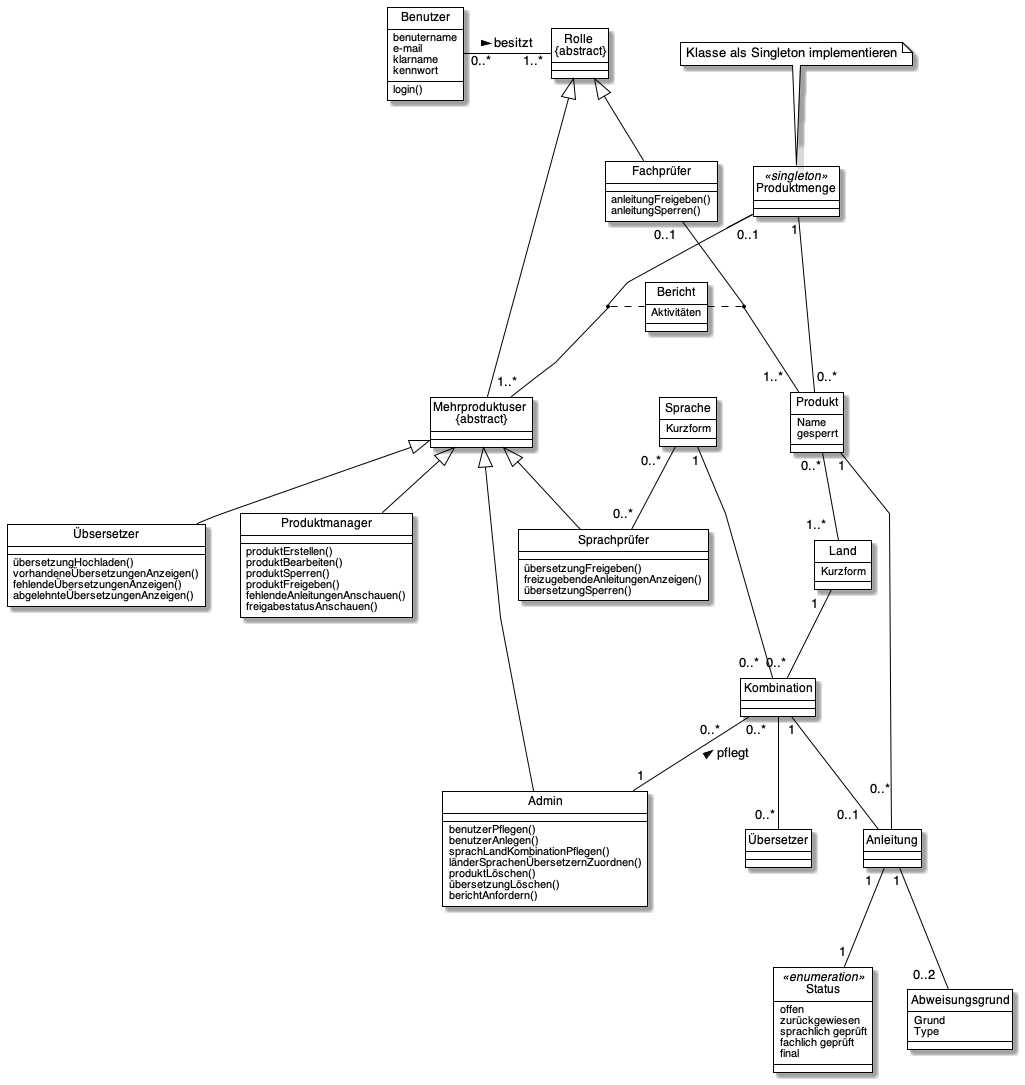 Benutzer
benutername
e-mail
klarname
kennwort
login()
besitzt
0..*
1..*
Rolle
{abstract}
Klasse als Singleton implementieren
Fachprüfer
anleitungFreigeben()
anleitungSperren()
«singleton»
Produktmenge
0..1
0..1
1
Bericht
Aktivitäten
1..*
1..*
0..*
Mehrproduktuser
{abstract}
Sprache
Kurzform
Produkt
Name
gesperrt
0..*
1
0..*
1
0..*
1..*
Übsersetzer
übersetzungHochladen()
vorhandeneÜbersetzungenAnzeigen()
fehlendeÜbersetzungenAnzeigen()
abgelehnteÜbersetzungenAnzeigen()
Produktmanager
produktErstellen()
produktBearbeiten()
produktSperren()
produktFreigeben()
fehlendeAnleitungenAnschauen()
freigabestatusAnschauen()
Sprachprüfer
übersetzungFreigeben()
freizugebendeAnleitungenAnzeigen()
übersetzungSperren()
Land
Kurzform
1
0..*
0..*
Kombination
0..*
0..*
1
pflegt
1
0..*
0..1
0..*
Admin
benutzerPflegen()
benutzerAnlegen()
sprachLandKombinationPflegen()
länderSprachenÜbersetzernZuordnen()
produktLöschen()
übersetzungLöschen()
berichtAnfordern()
Übersetzer
Anleitung
1
1
1
0..2
«enumeration»
Status
offen
zurückgewiesen
sprachlich geprüft
fachlich geprüft
final
Abweisungsgrund
Grund
Type